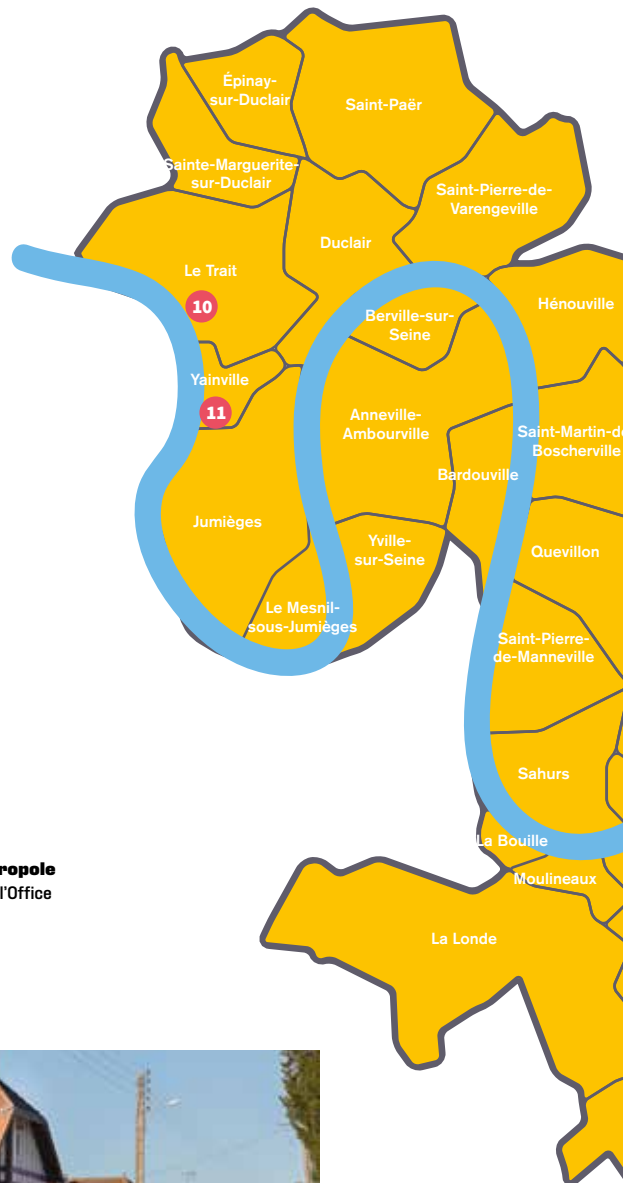 Épinay-
sur-Duclair
Saint-Paër
Sainte-Marguerite-
sur-Duclair
Saint-Pierre-de-
Varengeville
Duclair
Le Trait
10
Hénouville
Berville-sur-
Seine
Yainville
11
Anneville-
Ambourville
Saint-Martin-de
Boscherville
Bardouville
Jumièges
Yville-
sur-Seine
Quevillon
Le Mesnil-
sous-Jumièges
Saint-Pierre-
de-Manneville
Sahurs
La Bouille
Moulineaux
ropole
l'Office
La Londe